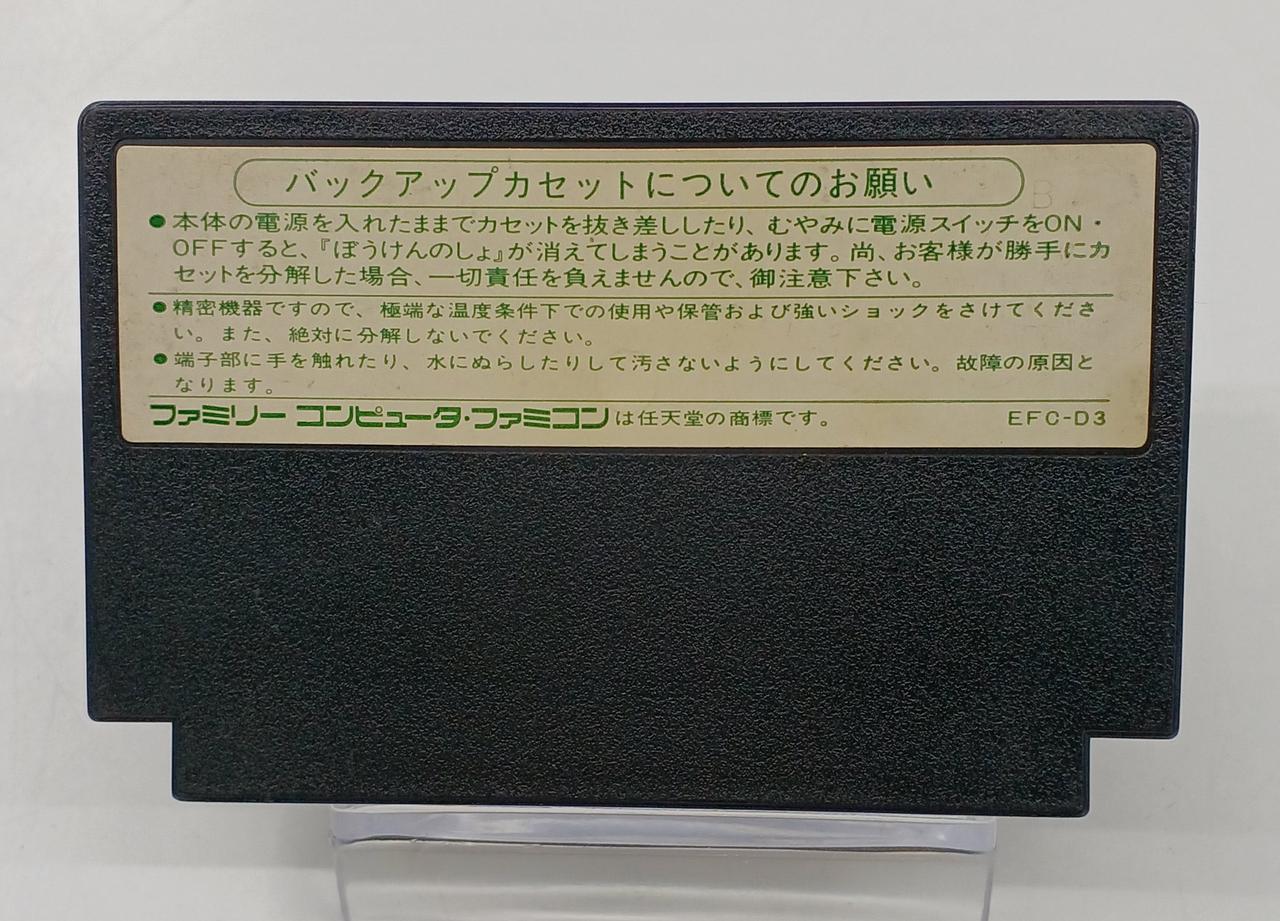 バックアップカセットについてのお願い
●本体の電源を入れたままでカセットを抜き差ししたり、むやみに電源スイッチをON・
OFFすると、『ぼうけんのしょ』が消えてしまうことがあります。尚、お客様が勝手にカ
セットを分解した場合、一切責任を負えませんので、御注意下さい。
●精密機器ですので、極端な温度条件下での使用や保管および強いショックをさけてくださ
い。また、絶対に分解しないでください。
●端子部に手を触れたり、水にぬらしたりして汚さないようにしてください。故障の原因と
なります。
ファミリー コンピュータ・ファミコンは任天堂の商標です。 EFC-D3